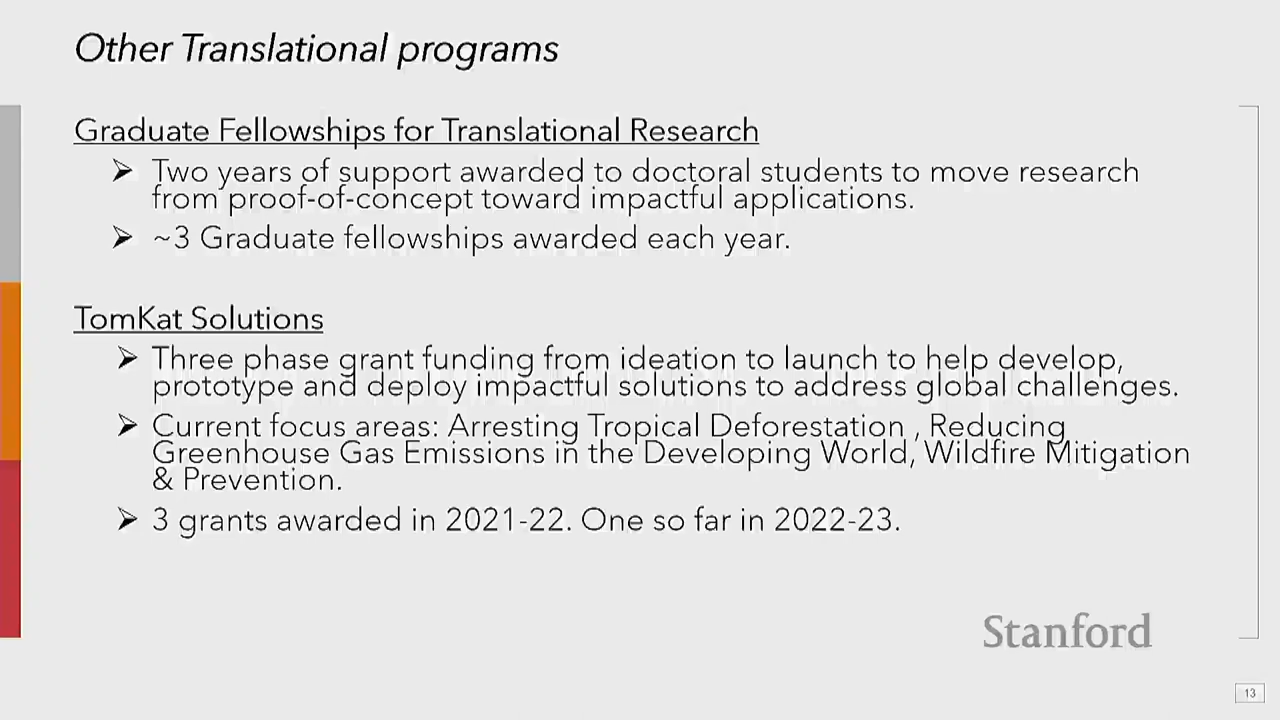 Other Translational programs
Graduate Fellowships for Translational Research
➢ Two years of support awarded to doctoral students to move research
from proof-of-concept toward impactful applications.
➢ ~3 Graduate fellowships awarded each year.
TomKat Solutions
➢ Three phase grant funding from ideation to launch to help develop,
prototype and deploy impactful solutions to address global challenges.
➢ Current focus areas: Arresting Tropical Deforestation , Reducing
Greenhouse Gas Emissions in the Developing World, Wildfire Mitigation
& Prevention.
➢ 3 grants awarded in 2021-22. One so far in 2022-23.
Stanford
13